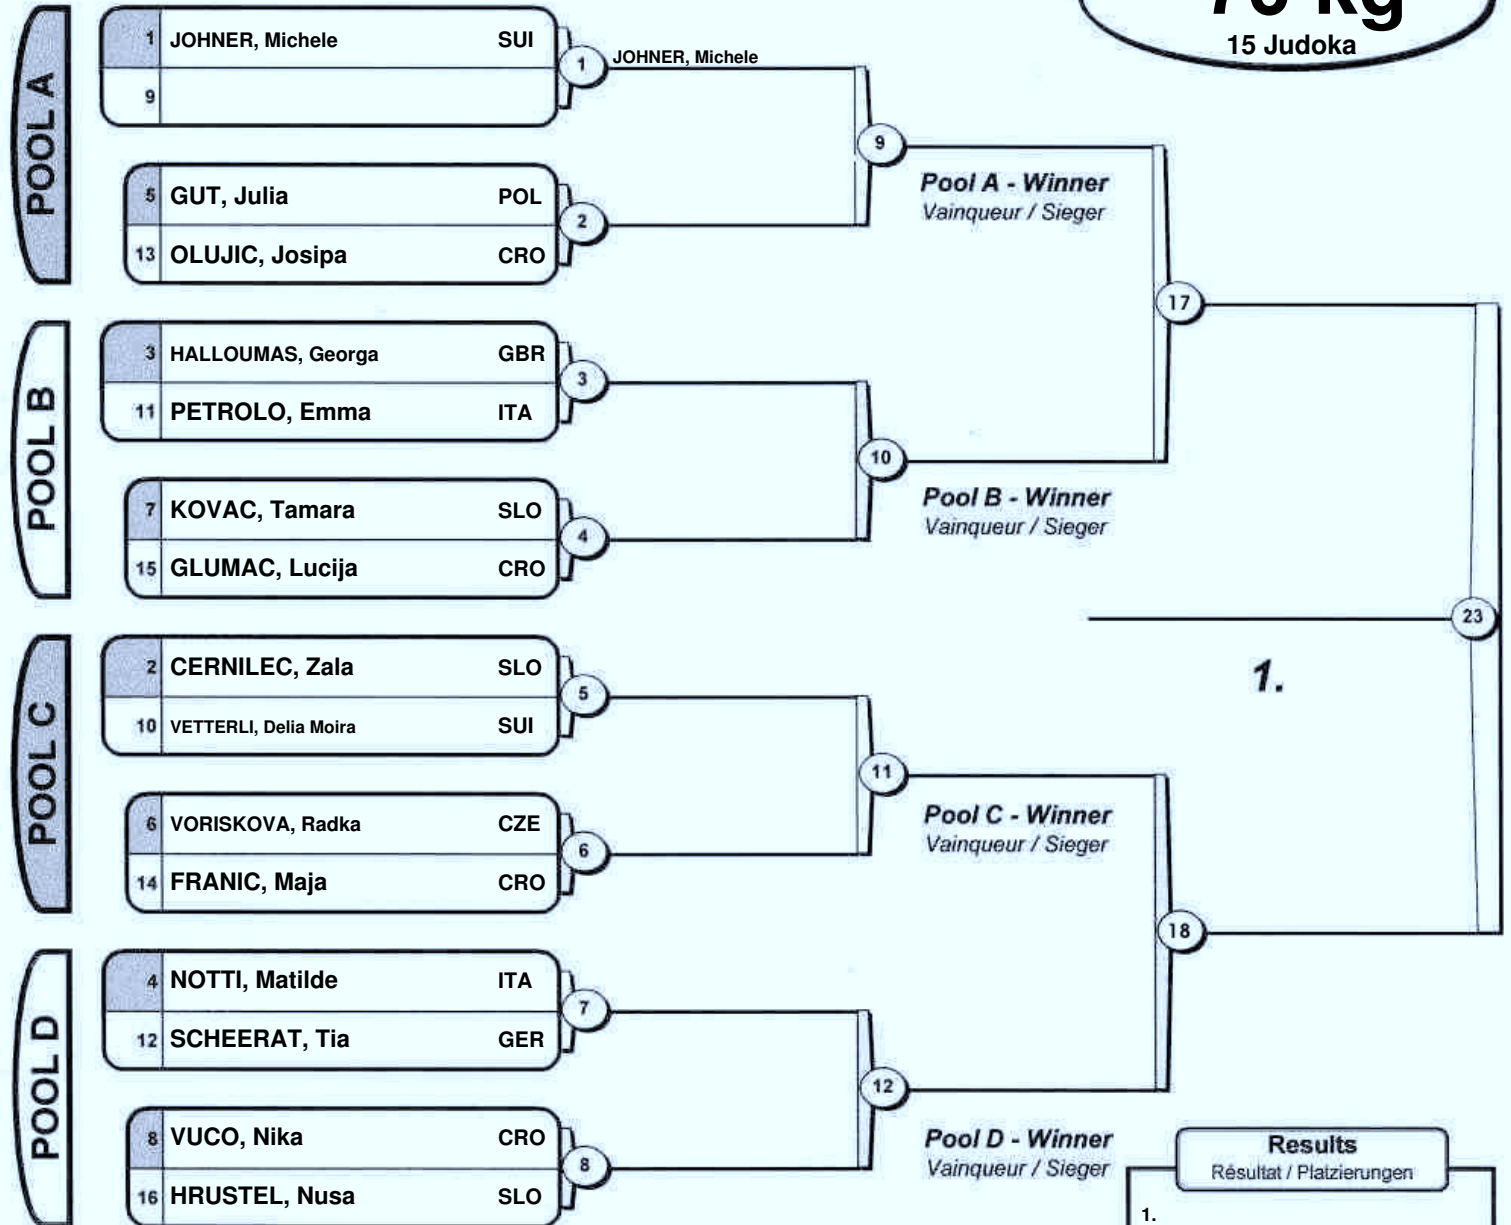 70 kg
15 Judoka
POOL A
1 JOHNER, Michele SUI
9
1 JOHNER, Michele
5 GUT, Julia POL
13 OLUJIC, Josipa CRO
2
9
Pool A - Winner
Vainqueur / Sieger
17
POOL B
3 HALLOUMAS, Georga GBR
11 PETROLO, Emma ITA
3
7 KOVAC, Tamara SLO
15 GLUMAC, Lucija CRO
4
10
Pool B - Winner
Vainqueur / Sieger
23
1.
POOL C
2 CERNILEC, Zala SLO
10 VETTERLI, Delia Moira SUI
5
6 VORISKOVA, Radka CZE
14 FRANIC, Maja CRO
6
11
Pool C - Winner
Vainqueur / Sieger
18
POOL D
4 NOTTI, Matilde ITA
12 SCHEERAT, Tia GER
7
8 VUCO, Nika CRO
16 HRUSTEL, Nusa SLO
8
12
Pool D - Winner
Vainqueur / Sieger
Results
Résultat / Platzierungen
1.